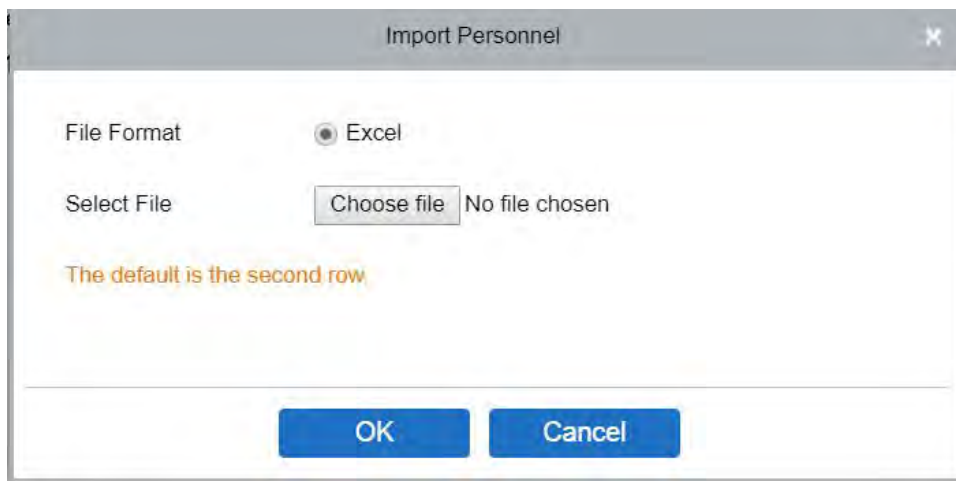 Import Personnel
File Format Excel
Select File Choose file No file chosen
The default is the second row
OK Cancel